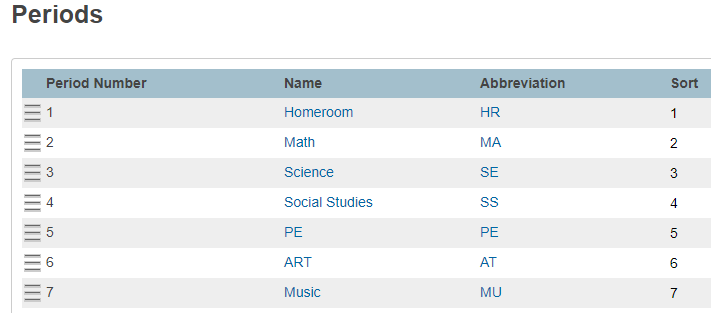 Periods
Period Number Name Abbreviation Sort
1 Homeroom HR 1
2 Math MA 2
3 Science SE 3
4 Social Studies SS 4
5 PE PE 5
6 ART AT 6
7 Music MU 7